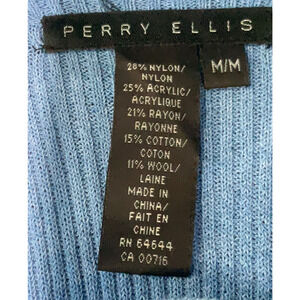 PERRY ELLIS
M/M
28% NYLON/
NYLON
25% ACRYLIC/
ACRYLIQUE
21% RAYON/
RAYONNE
15% COTTON/
COTON
11% WOOL/
LAINE
MADE IN
CHINA/
FAIT EN
CHINE
RN 64644
CA 00716